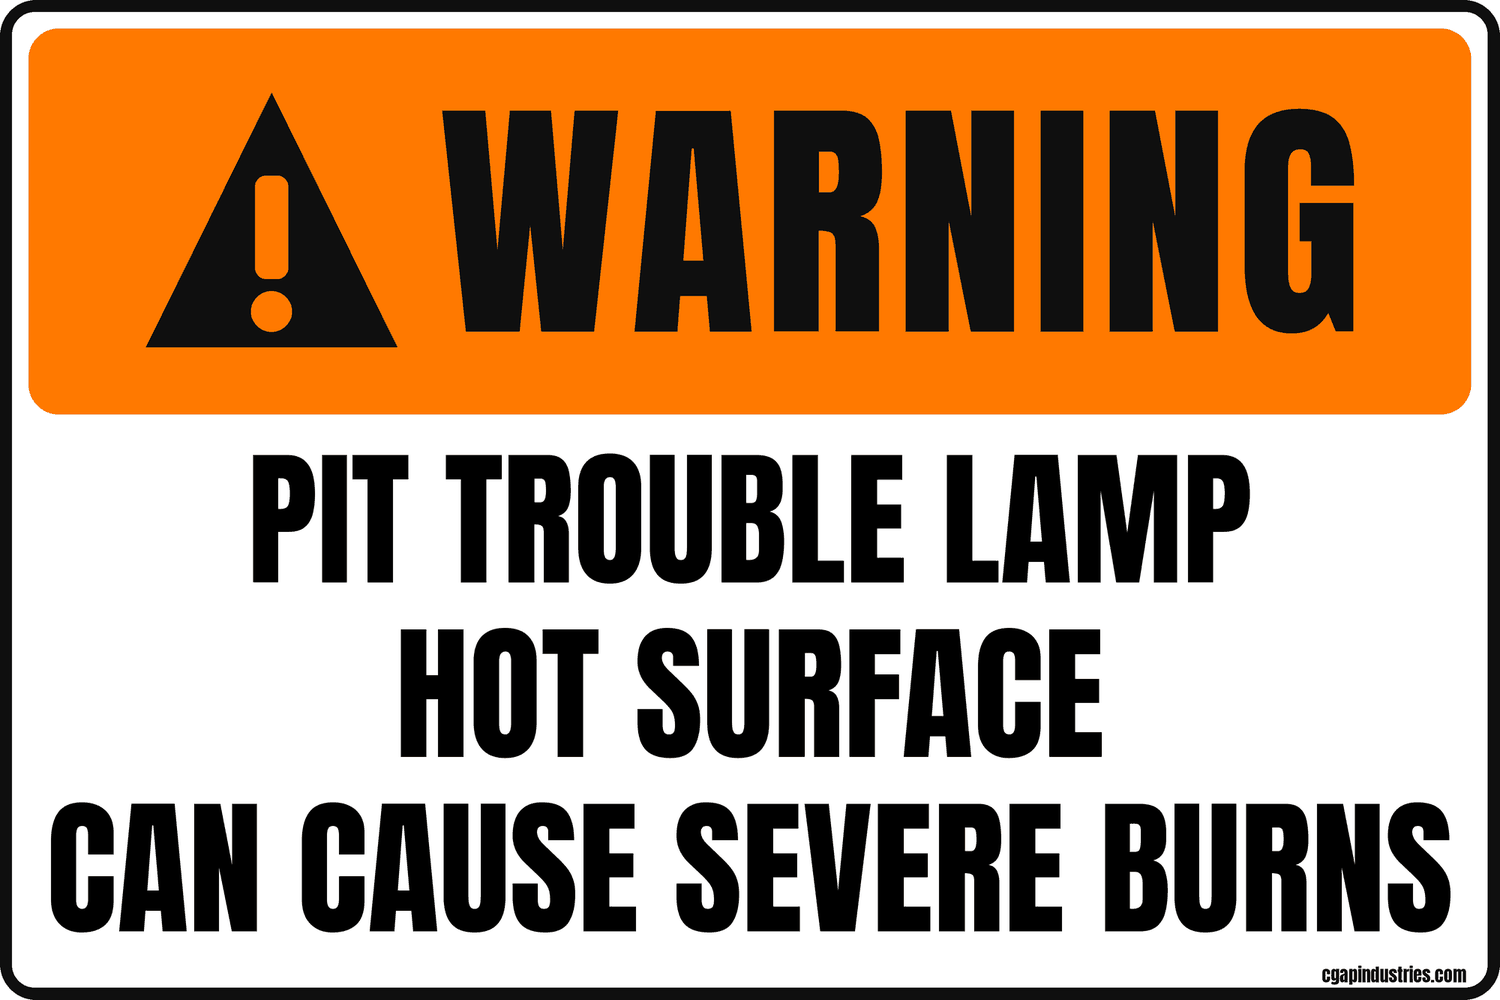 WARNING
PIT TROUBLE LAMP
HOT SURFACE
CAN CAUSE SEVERE BURNS
cgapindustries.com